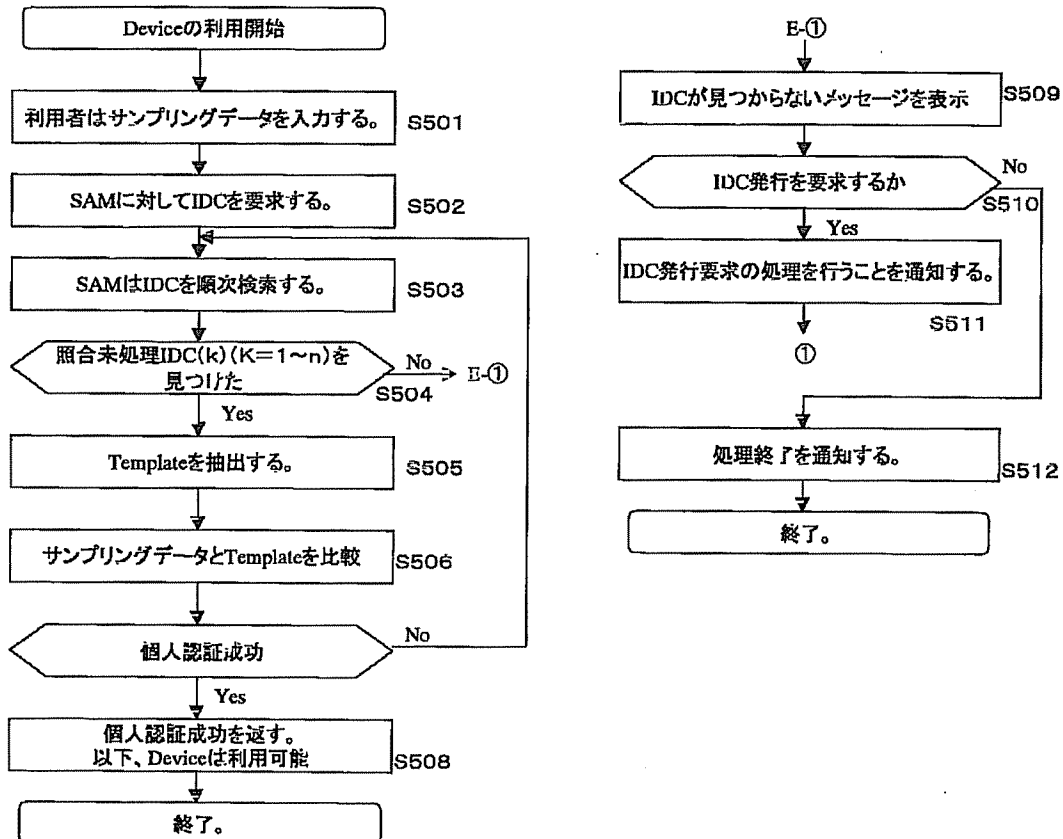 Deviceの利用開始
利用者はサンプリングデータを入力する。
S501
SAMに対してIDCを要求する。
S502
SAMはIDCを順次検索する。
S503
照合未処理IDC(k)(K=1~n)を
見つけた
No
E-①
S504
Yes
Templateを抽出する。
S505
サンプリングデータとTemplateを比較
S506
個人認証成功
No
Yes
個人認証成功を返す。
以下、Deviceは利用可能
S508
終了。
E-①
IDCが見つからないメッセージを表示
S509
IDC発行を要求するか
No
S510
Yes
IDC発行要求の処理を行うことを通知する。
S511
①
処理終了を通知する。
S512
終了。